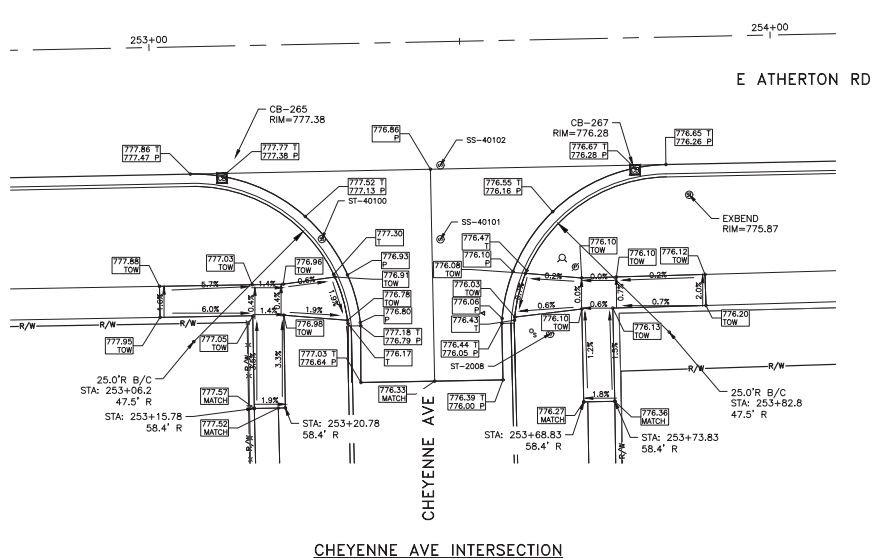 253+00
254+00
E ATHERTON RD
CB-265
RIM=777.38
776.86
P
SS-40102
CB-267
RIM=776.28
776.65 T
776.26 P
777.86 T
777.47 P
777.77 T
777.38 P
776.67 T
776.28 P
777.52 T
777.13 P
ST-40100
776.55 T
776.16 P
EXBEND
RIM=775.87
SS-40101
777.30
T
776.47
T
776.10
P
776.10
TOW
776.10
TOW
776.12
TOW
777.88
TOW
777.03
TOW
776.96
TOW
776.93
P
776.91
TOW
776.08
TOW
5.7%
1.4%
0.6%
0.2%
0.0%
0.2%
1.9%
0.4%
0.4%
0.0%
0.7%
2.0%
776.78
TOW
776.80
P
776.03
TOW
776.06
P
776.43
T
6.0%
1.4%
1.9%
0.6%
0.6%
0.7%
R/W
R/W
R/W
777.95
TOW
777.05
TOW
776.98
TOW
777.18 T
776.79 P
776.10
TOW
776.13
TOW
776.20
TOW
777.03 T
776.64 P
776.17
T
776.44 T
776.05 P
ST-2008
3.3%
1.2%
R/W
R/W
R/W
25.0'R B/C
STA: 253+06.2
47.5' R
777.57
MATCH
776.33
MATCH
776.39 T
776.00 P
25.0'R B/C
STA: 253+82.8
47.5' R
1.9%
1.8%
STA: 253+15.78
58.4' R
777.52
MATCH
STA: 253+20.78
58.4' R
776.27
MATCH
776.36
MATCH
STA: 253+68.83
58.4' R
STA: 253+73.83
58.4' R
R/W
R/W
CHEYENNE AVE
CHEYENNE AVE INTERSECTION